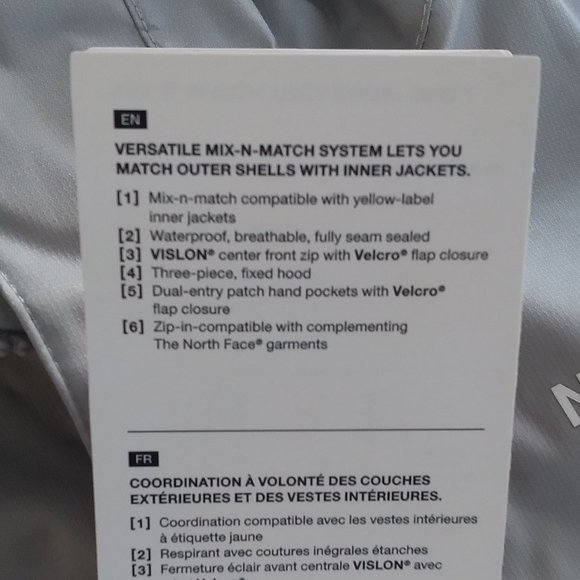 EN
VERSATILE MIX-N-MATCH SYSTEM LETS YOU
MATCH OUTER SHELLS WITH INNER JACKETS.
[1] Mix-n-match compatible with yellow-label
inner jackets
[2] Waterproof, breathable, fully seam sealed
[3] VISLON® center front zip with Velcro® flap closure
[4] Three-piece, fixed hood
[5] Dual-entry patch hand pockets with Velcro®
flap closure
[6] Zip-in-compatible with complementing
The North Face® garments
N
FR
COORDINATION À VOLONTÉ DES COUCHES
EXTÉRIEURES ET DES VESTES INTÉRIEURES.
[1] Coordination compatible avec les vestes intérieures
à étiquette jaune
[2] Respirant avec coutures inégrales étanches
[3] Fermeture éclair avant centrale VISLON® avec